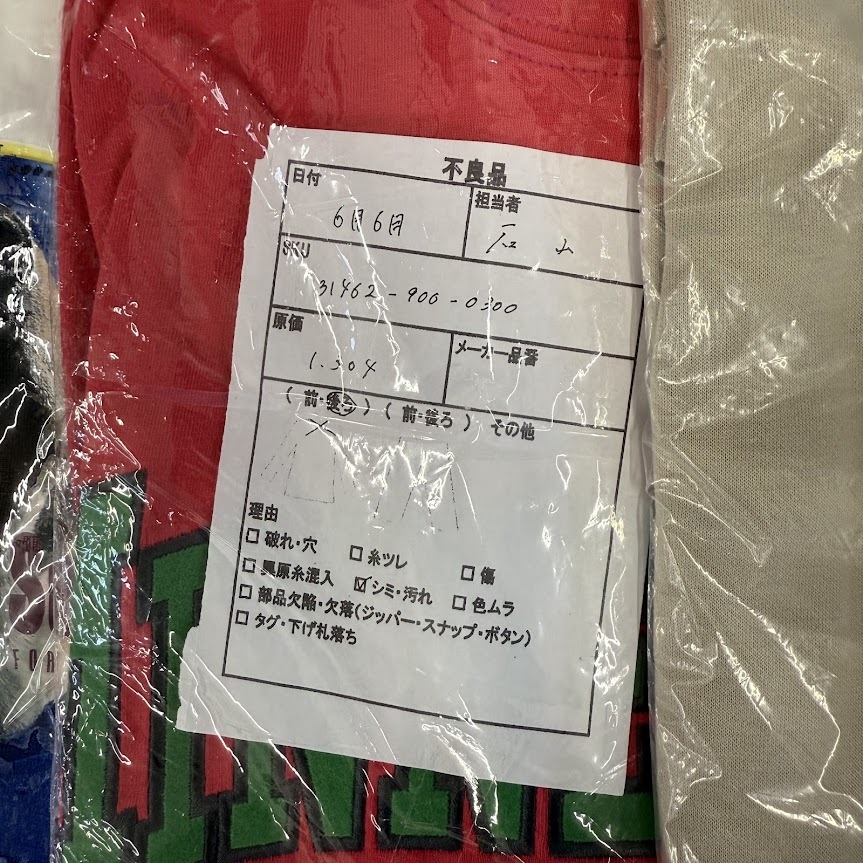 不良品
日付
担当者
6月6日
石山
SKU
31462-900-0300
原価
メーカー品番
1.304
(前・後ろ) (前・後ろ) その他
理由
□ 破れ・穴 □ 糸ツレ □ 傷
□ 異原糸混入 ☑ シミ・汚れ □ 色ムラ
□ 部品欠陥・欠落(ジッパー・スナップ・ボタン)
□ タグ・下げ札落ち
FOR